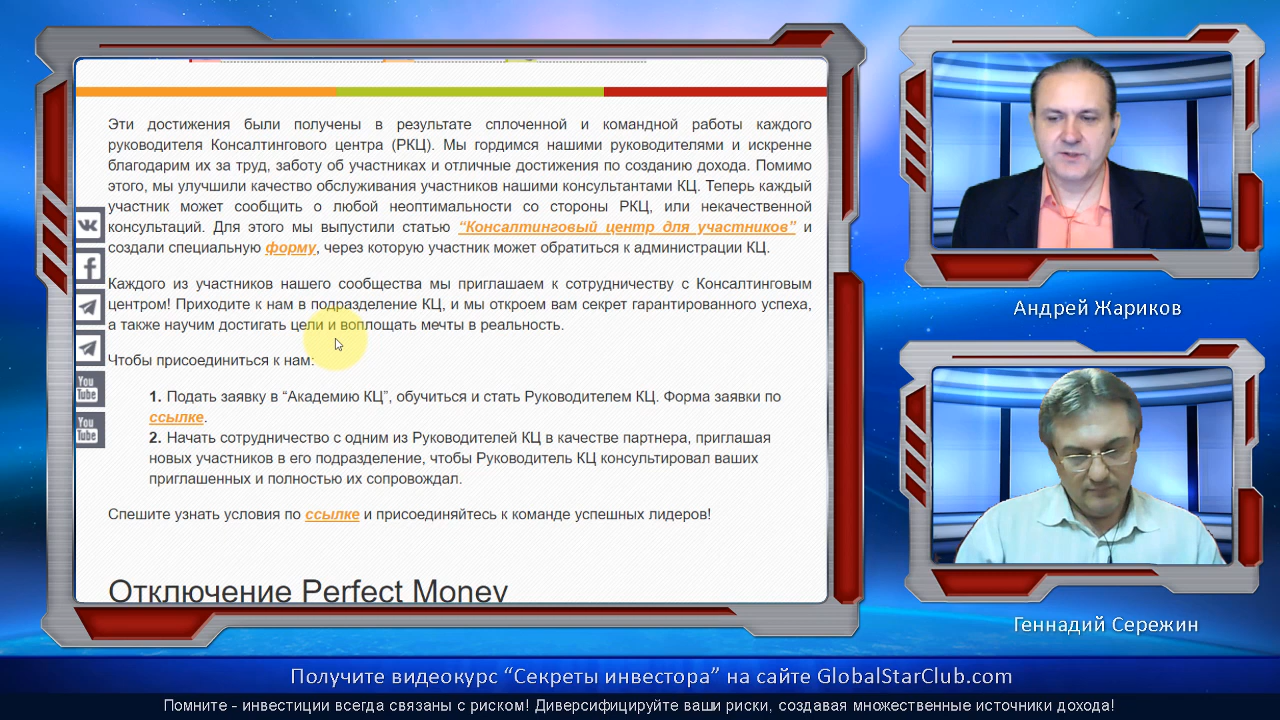 Эти достижения были получены в результате сплоченной и командной работы каждого
руководителя Консалтингового центра (РКЦ). Мы гордимся нашими руководителями и искренне
благодарим их за труд, заботу об участниках и отличные достижения по созданию дохода. Помимо
этого, мы улучшили качество обслуживания участников нашими консультантами КЦ. Теперь каждый
участник может сообщить о любой неоптимальности со стороны РКЦ, или некачественной
консультаций. Для этого мы выпустили статью “Консалтинговый центр для участников” и
создали специальную форму, через которую участник может обратиться к администрации КЦ.
Каждого из участников нашего сообщества мы приглашаем к сотрудничеству с Консалтинговым
центром! Приходите к нам в подразделение КЦ, и мы откроем вам секрет гарантированного успеха,
а также научим достигать цели и воплощать мечты в реальность.
Чтобы присоединиться к нам:
1. Подать заявку в “Академию КЦ”, обучиться и стать Руководителем КЦ. Форма заявки по
ссылке.
2. Начать сотрудничество с одним из Руководителей КЦ в качестве партнера, приглашая
новых участников в его подразделение, чтобы Руководитель КЦ консультировал ваших
приглашенных и полностью их сопровождал.
Спешите узнать условия по ссылке и присоединяйтесь к команде успешных лидеров!
Отключение Perfect Money
You
Tube
You
Tube
Андрей Жариков
Геннадий Сережин
Получите видеокурс “Секреты инвестора” на сайте GlobalStarClub.com
Помните - инвестиции всегда связаны с риском! Диверсифицируйте ваши риски, создавая множественные источники дохода!